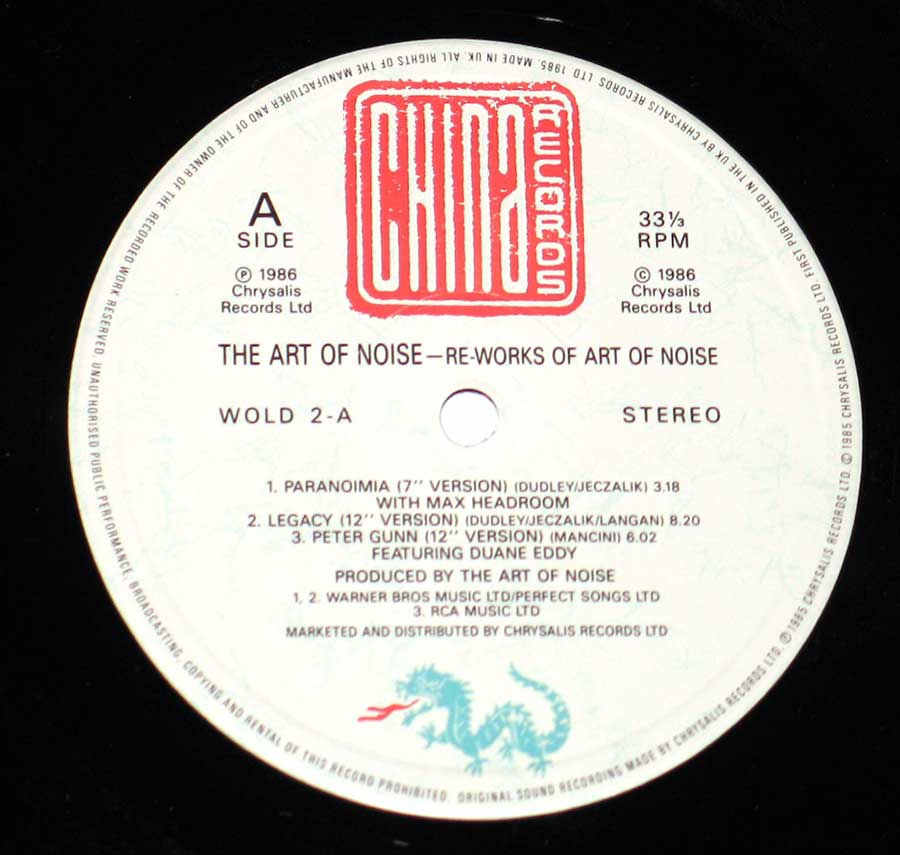 CHINA RECORDS
A
SIDE
℗ 1986
Chrysalis
Records Ltd
33⅓
RPM
© 1986
Chrysalis
Records Ltd
THE ART OF NOISE—RE-WORKS OF ART OF NOISE
WOLD 2-A
STEREO
1. PARANOIMIA (7" VERSION) (DUDLEY/JECZALIK) 3.18
WITH MAX HEADROOM
2. LEGACY (12" VERSION) (DUDLEY/JECZALIK/LANGAN) 8.20
3. PETER GUNN (12" VERSION) (MANCINI) 6.02
FEATURING DUANE EDDY
PRODUCED BY THE ART OF NOISE
1, 2. WARNER BROS MUSIC LTD/PERFECT SONGS LTD
3. RCA MUSIC LTD
MARKETED AND DISTRIBUTED BY CHRYSALIS RECORDS LTD
ORIGINAL SOUND RECORDING MADE BY CHRYSALIS RECORDS LTD. ℗ 1985 CHRYSALIS RECORDS LTD. © 1985 CHRYSALIS RECORDS LTD. FIRST PUBLISHED IN THE UK BY CHRYSALIS RECORDS LTD. 1985. MADE IN UK. ALL RIGHTS OF THE MANUFACTURER AND OF THE OWNER OF THE RECORDED WORK RESERVED. UNAUTHORISED PUBLIC PERFORMANCE, BROADCASTING, COPYING AND RENTAL OF THIS RECORD PROHIBITED.